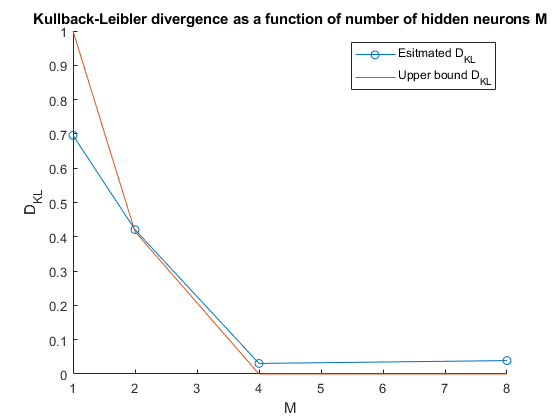 Kullback-Leibler divergence as a function of number of hidden neurons M
Esitmated D_KL
Upper bound D_KL
1
0.9
0.8
0.7
0.6
0.5
0.4
0.3
0.2
0.1
0
D_KL
1 2 3 4 5 6 7 8
M